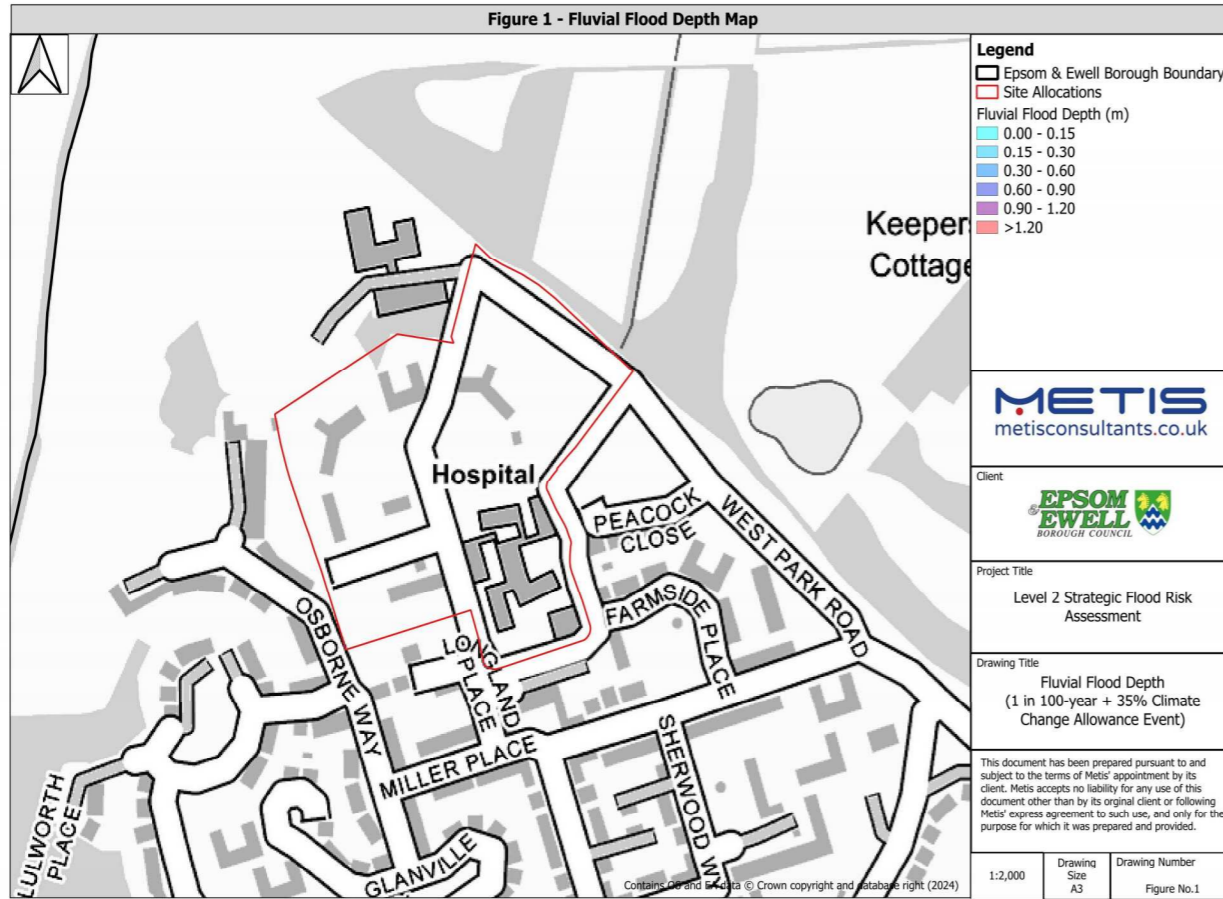 Figure 1 - Fluvial Flood Depth Map
Keepers
Cottage
Hospital
PEACOCK
CLOSE
WEST PARK ROAD
FARMSIDE PLACE
OSBORNE WAY
LONGLAND
PLACE
MILLER PLACE
SHERWOOD WY
LULWORTH
PLACE
GLANVILLE
Contains OS and EA data © Crown copyright and database right (2024)
Legend
Epsom & Ewell Borough Boundary
Site Allocations
Fluvial Flood Depth (m)
0.00 - 0.15
0.15 - 0.30
0.30 - 0.60
0.60 - 0.90
0.90 - 1.20
>1.20
METIS
metisconsultants.co.uk
Client
EPSOM
& EWELL
BOROUGH COUNCIL
Project Title
Level 2 Strategic Flood Risk
Assessment
Drawing Title
Fluvial Flood Depth
(1 in 100-year + 35% Climate
Change Allowance Event)
This document has been prepared pursuant to and
subject to the terms of Metis' appointment by its
client. Metis accepts no liability for any use of this
document other than by its orginal client or following
Metis' express agreement to such use, and only for the
purpose for which it was prepared and provided.
1:2,000
Drawing
Size
A3
Drawing Number
Figure No.1